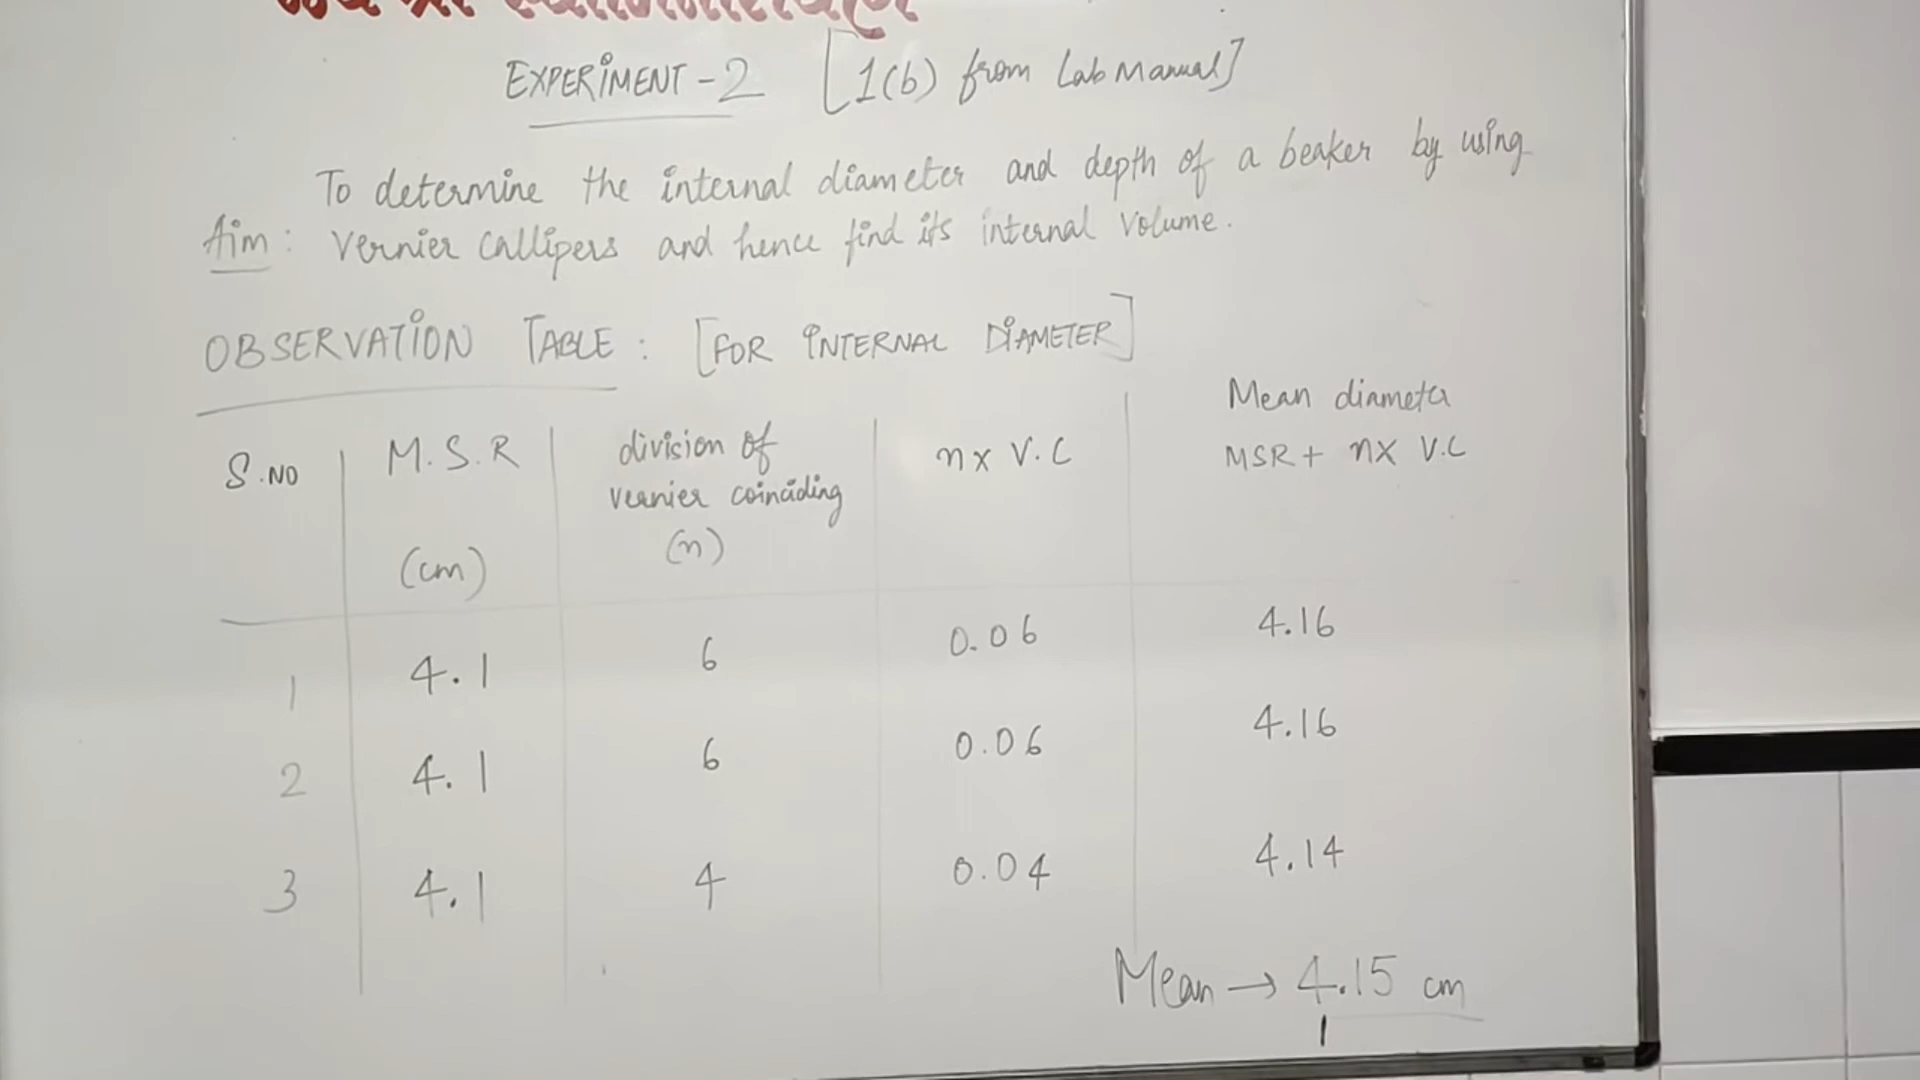 EXPERIMENT - 2 [1(b) from Lab Manual]
To determine the internal diameter and depth of a beaker by using
Aim: Vernier Callipers and hence find its internal volume.
OBSERVATION TABLE: [FOR INTERNAL DIAMETER]
S.NO M.S.R (cm) division of vernier coinciding (n) n x V.C Mean diameter MSR + n x V.C
1 4.1 6 0.06 4.16
2 4.1 6 0.06 4.16
3 4.1 4 0.04 4.14
Mean → 4.15 cm